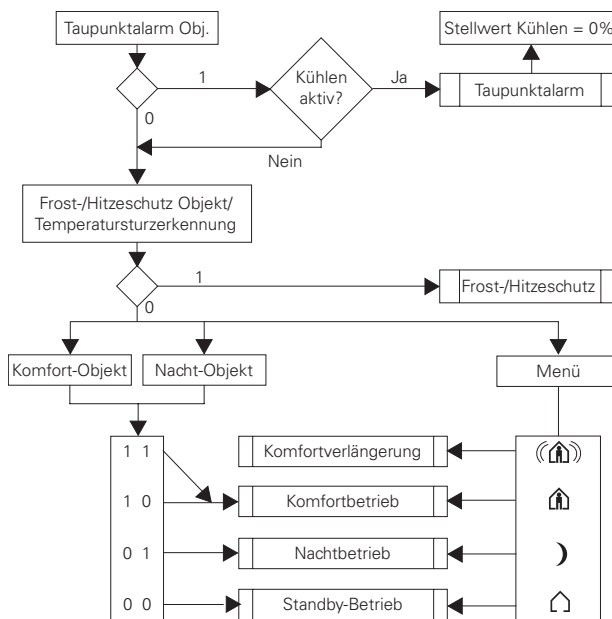 Taupunktalarm Obj.
Stellwert Kühlen = 0%
1
Kühlen
aktiv?
Ja
Taupunktalarm
0
Nein
Frost-/Hitzeschutz Objekt/
Temperatursturzerkennung
1
Frost-/Hitzeschutz
0
Komfort-Objekt
Nacht-Objekt
Menü
1 1
Komfortverlängerung
1 0
Komfortbetrieb
0 1
Nachtbetrieb
0 0
Standby-Betrieb